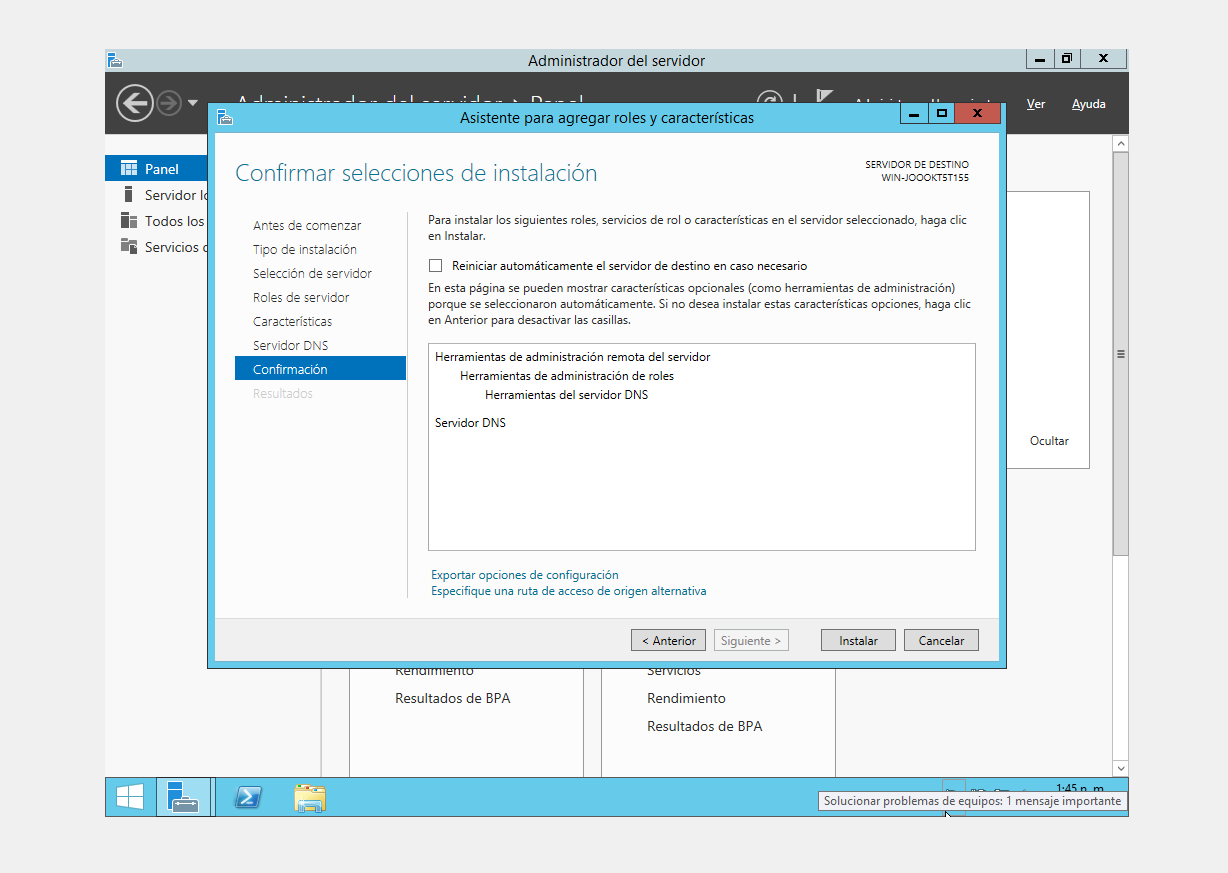 Administrador del servidor
Ver
Ayuda
Asistente para agregar roles y características
Panel
Servidor
Todos los
Servicios
Confirmar selecciones de instalación
SERVIDOR DE DESTINO
WIN-JOOOKT5T155
Antes de comenzar
Tipo de instalación
Selección de servidor
Roles de servidor
Características
Servidor DNS
Confirmación
Resultados
Para instalar los siguientes roles, servicios de rol o características en el servidor seleccionado, haga clic
en Instalar.
Reiniciar automáticamente el servidor de destino en caso necesario
En esta página se pueden mostrar características opcionales (como herramientas de administración)
porque se seleccionaron automáticamente. Si no desea instalar estas características opciones, haga clic
en Anterior para desactivar las casillas.
Herramientas de administración remota del servidor
Herramientas de administración de roles
Herramientas del servidor DNS
Servidor DNS
Exportar opciones de configuración
Especifique una ruta de acceso de origen alternativa
< Anterior
Siguiente >
Instalar
Cancelar
Ocultar
Rendimiento
Resultados de BPA
Servicios
Rendimiento
Resultados de BPA
1:45 p. m.
Solucionar problemas de equipos: 1 mensaje importante